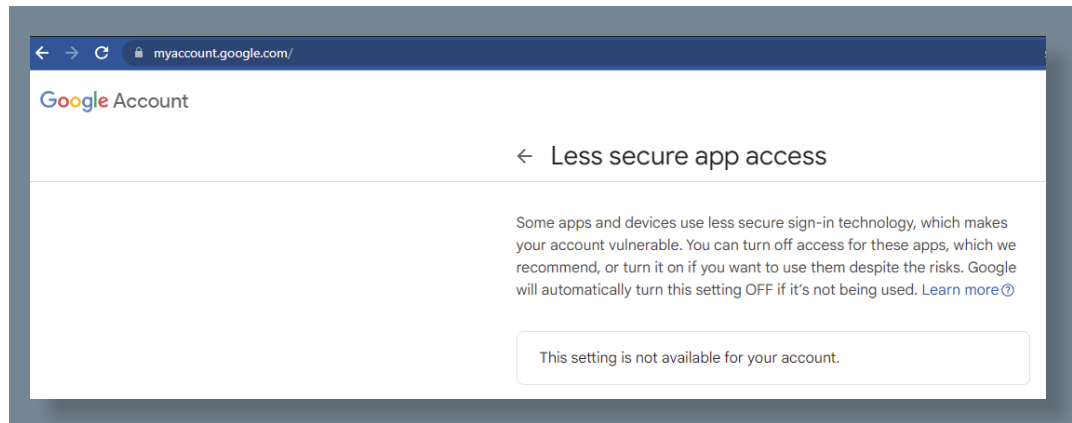 myaccount.google.com/
Google Account
Less secure app access
Some apps and devices use less secure sign-in technology, which makes
your account vulnerable. You can turn off access for these apps, which we
recommend, or turn it on if you want to use them despite the risks. Google
will automatically turn this setting OFF if it's not being used. Learn more
This setting is not available for your account.